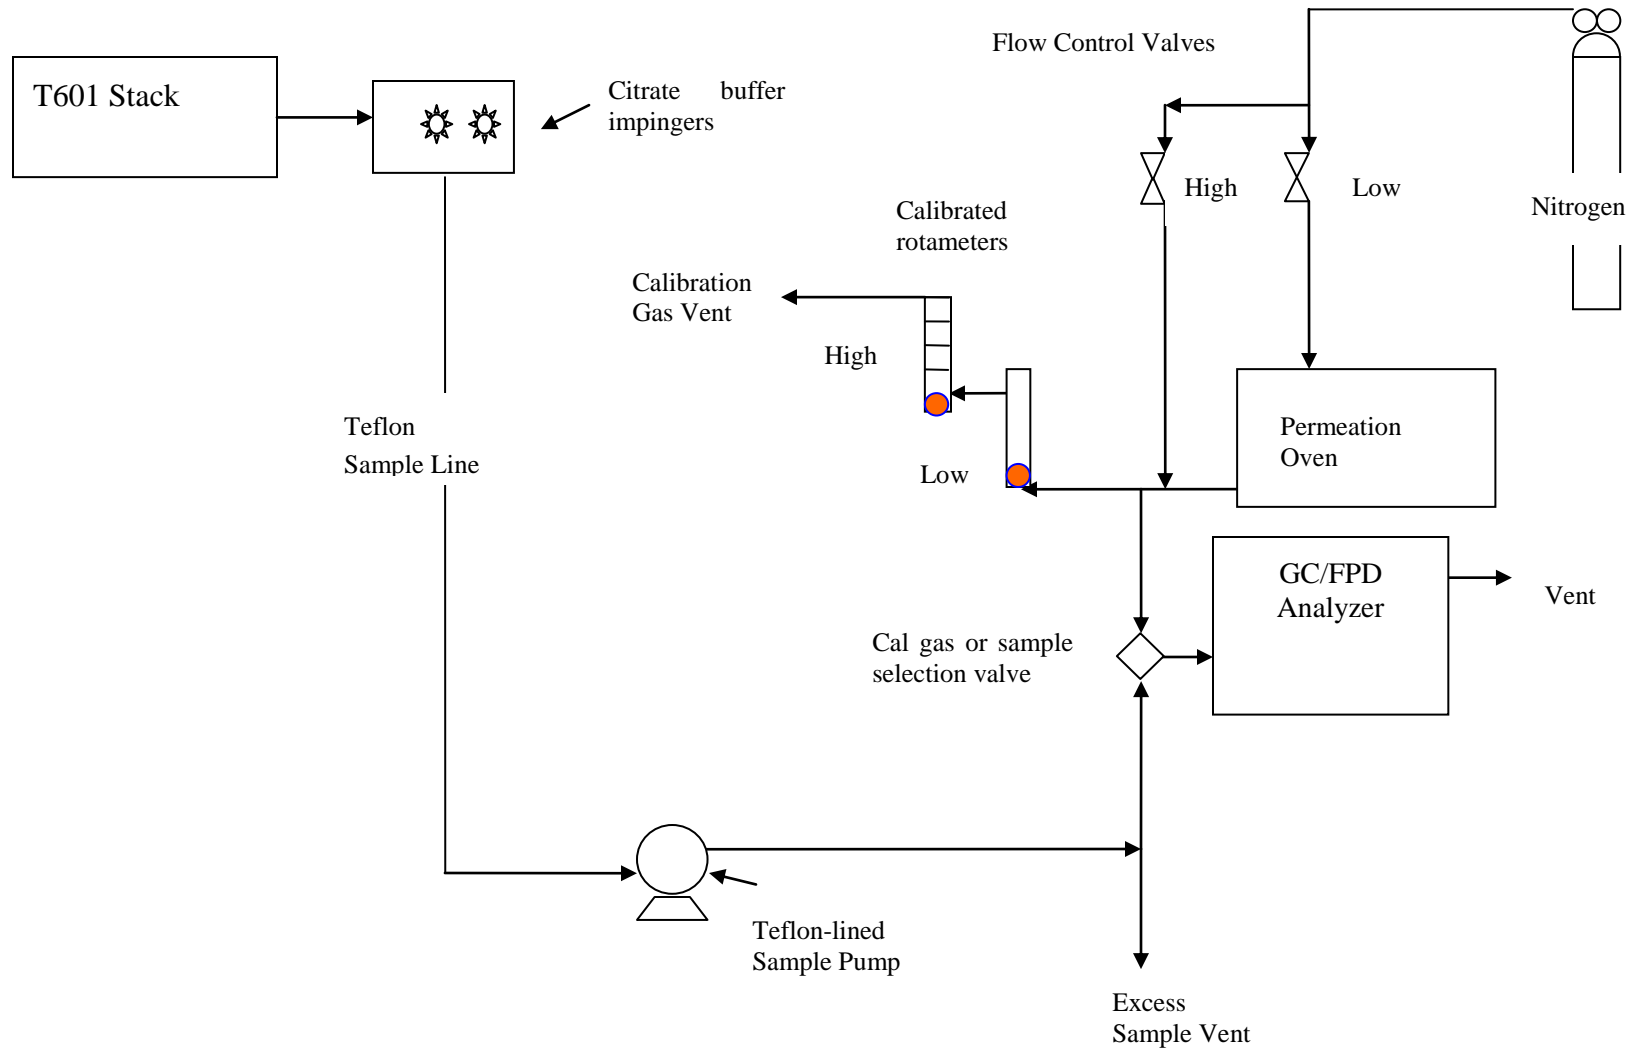 Flow Control Valves
T601 Stack
Citrate buffer
impingers
High
Low
Nitrogen
Calibrated
rotameters
Calibration
Gas Vent
High
Teflon
Sample Line
Low
Permeation
Oven
GC/FPD
Analyzer
Vent
Cal gas or sample
selection valve
Teflon-lined
Sample Pump
Excess
Sample Vent